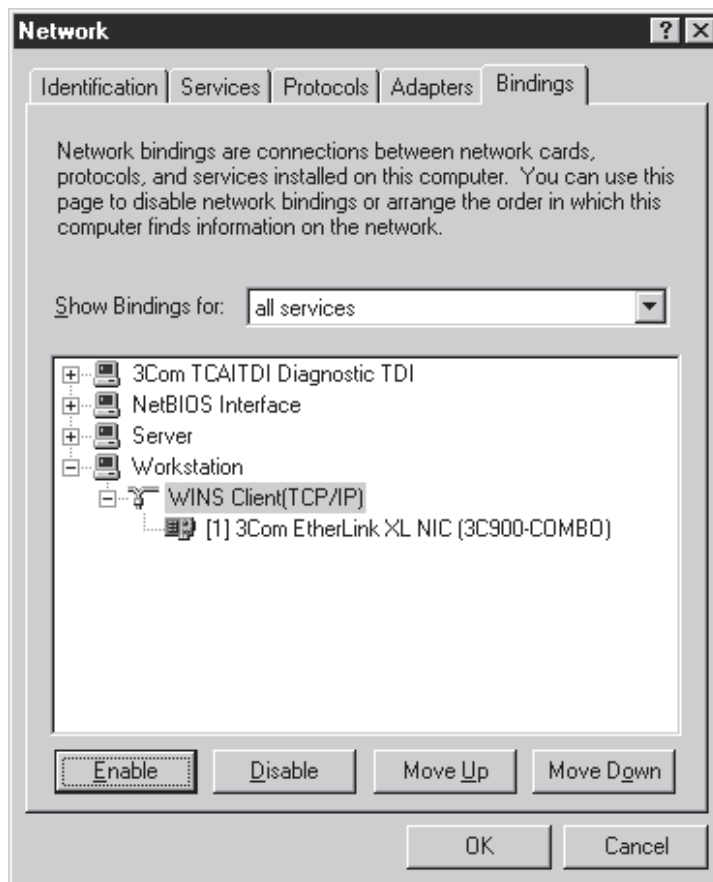 Network
Identification Services Protocols Adapters Bindings
Network bindings are connections between network cards,
protocols, and services installed on this computer. You can use this
page to disable network bindings or arrange the order in which this
computer finds information on the network.
Show Bindings for: all services
3Com TCAITDI Diagnostic TDI
NetBIOS Interface
Server
Workstation
WINS Client(TCP/IP)
[1] 3Com EtherLink XL NIC (3C900-COMBO)
Enable Disable Move Up Move Down
OK Cancel